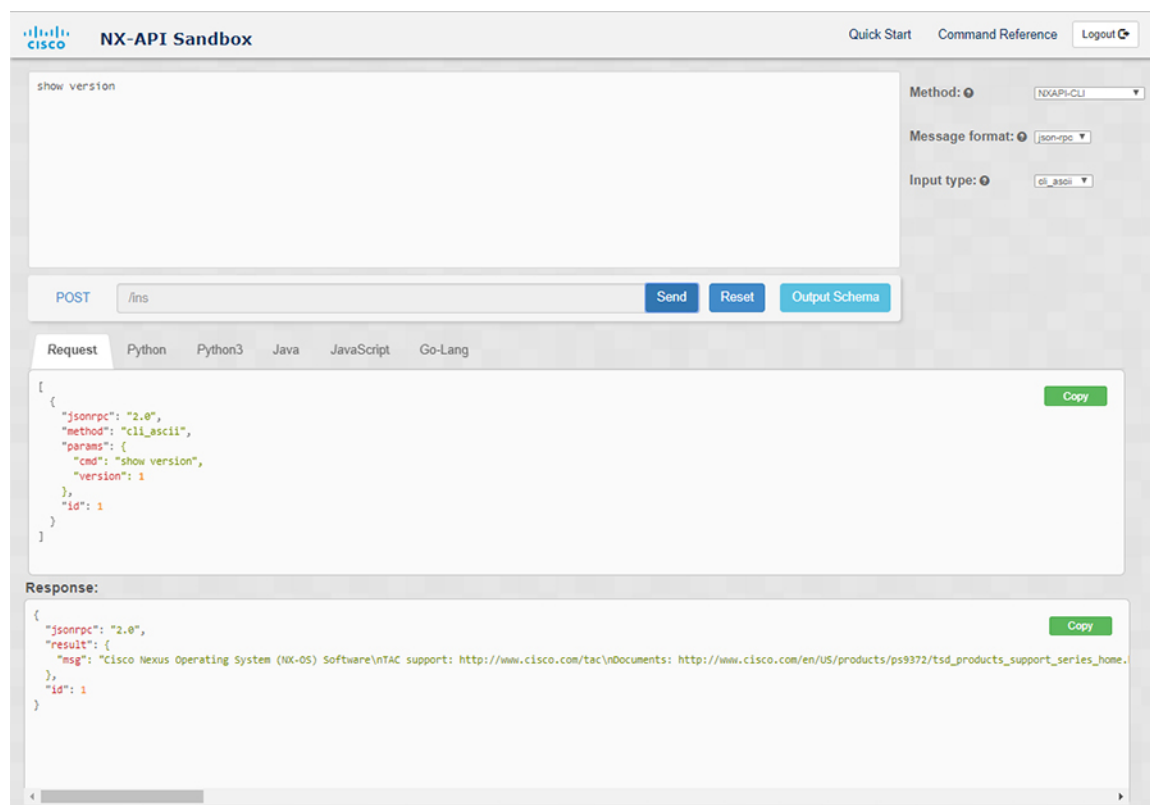 CISCO
NX-API Sandbox
Quick Start
Command Reference
Logout
show version
Method:
NXAPI-CLI
Message format:
json-rpc
Input type:
cli_ascii
POST
/ins
Send
Reset
Output Schema
Request
Python
Python3
Java
JavaScript
Go-Lang
Copy
[
{
"jsonrpc": "2.0",
"method": "cli_ascii",
"params": {
"cmd": "show version",
"version": 1
},
"id": 1
}
]
Response:
Copy
{
"jsonrpc": "2.0",
"result": {
"msg": "Cisco Nexus Operating System (NX-OS) Software\nTAC support: http://www.cisco.com/tac\nDocuments: http://www.cisco.com/en/US/products/ps9372/tsd_products_support_series_home.
},
"id": 1
}